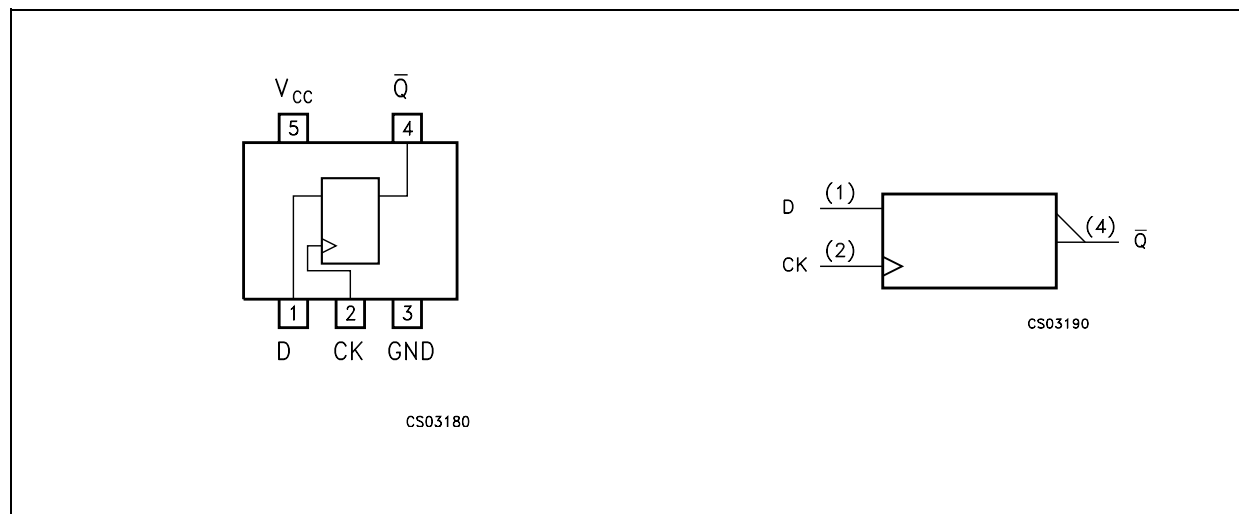 V_CC Q̅
5 4
1 2 3
D CK GND
CS03180
D (1)
CK (2)
(4) Q̅
CS03190